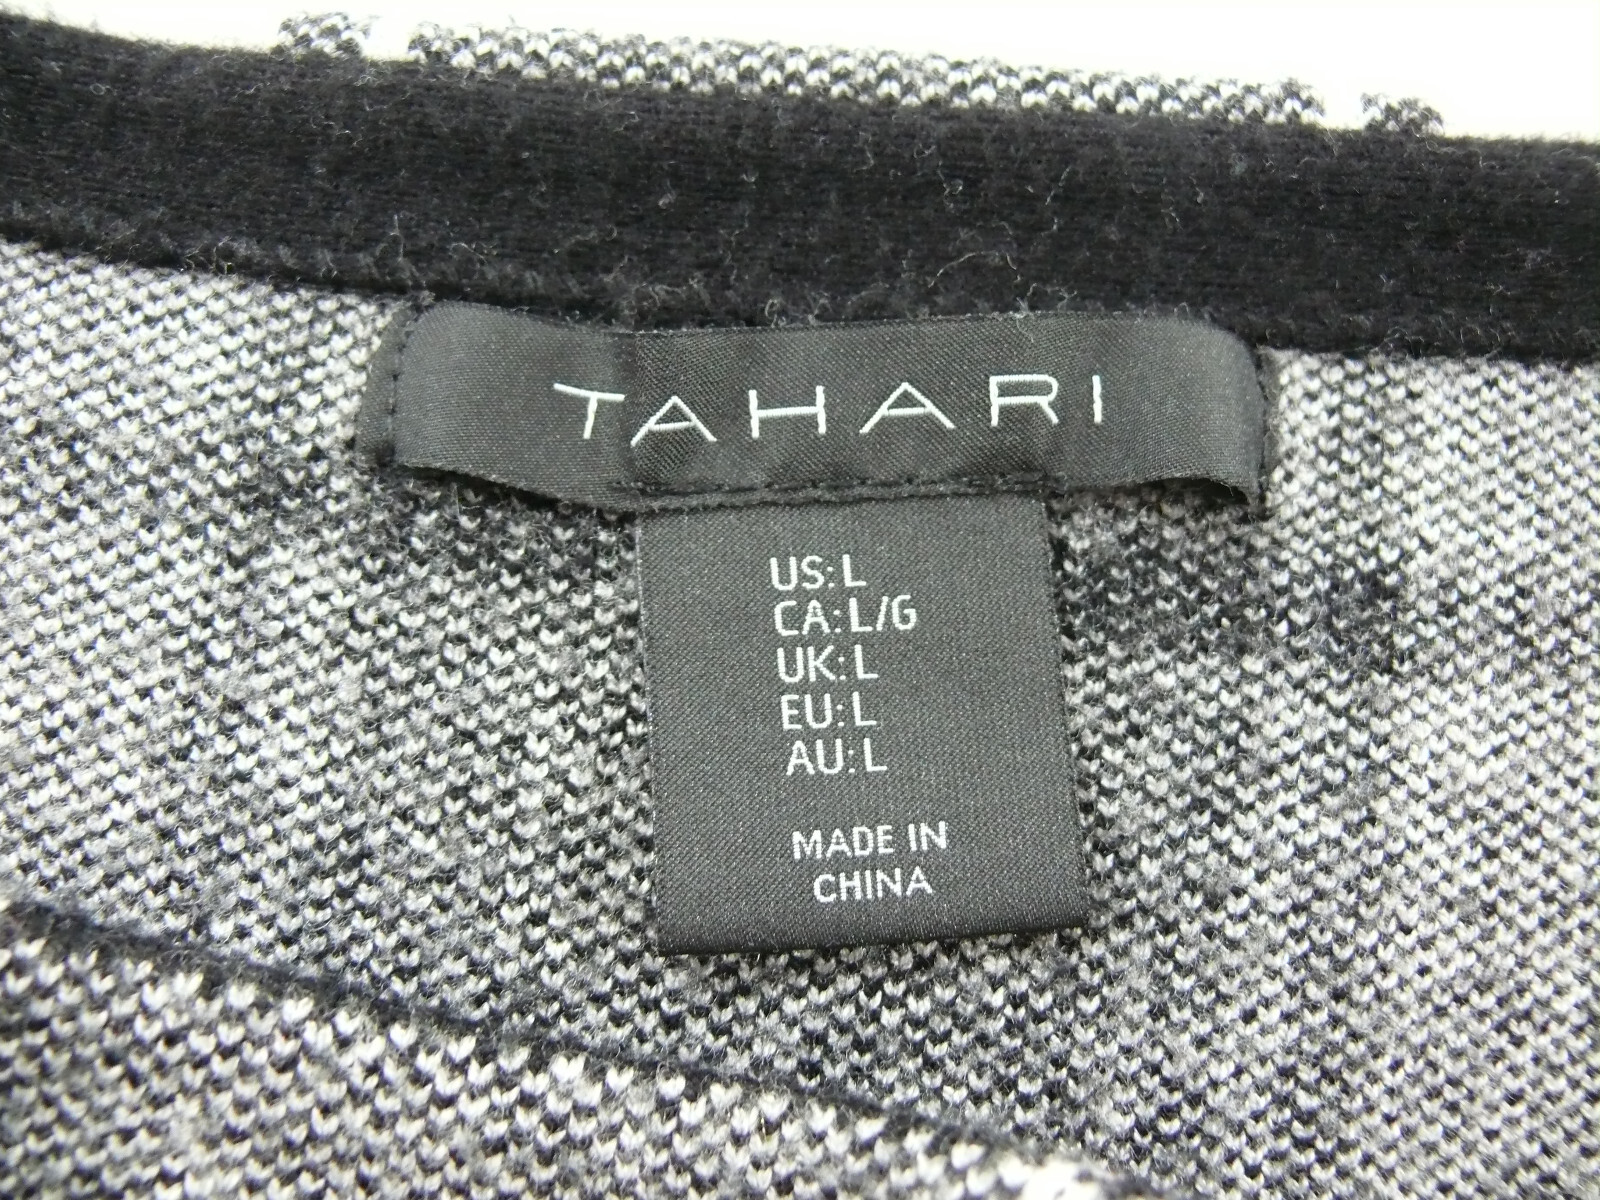 TAHARI
US: L
CA: L/G
UK: L
EU: L
AU: L
MADE IN
CHINA